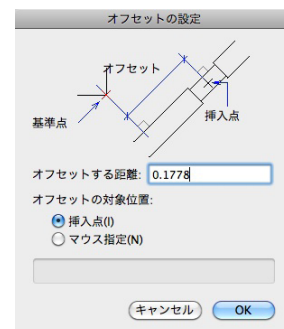 オフセットの設定
オフセット
基準点
挿入点
オフセットする距離: 0.1778
オフセットの対象位置:
挿入点(I)
マウス指定(N)
キャンセル OK